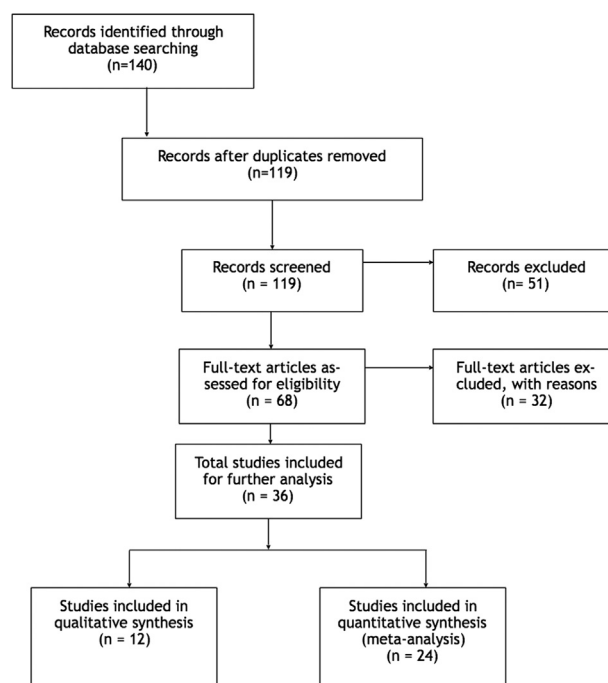 Records identified through
database searching
(n=140)
Records after duplicates removed
(n=119)
Records screened
(n = 119)
Records excluded
(n= 51)
Full-text articles as-
sessed for eligibility
(n = 68)
Full-text articles ex-
cluded, with reasons
(n = 32)
Total studies included
for further analysis
(n = 36)
Studies included in
qualitative synthesis
(n = 12)
Studies included in
quantitative synthesis
(meta-analysis)
(n = 24)